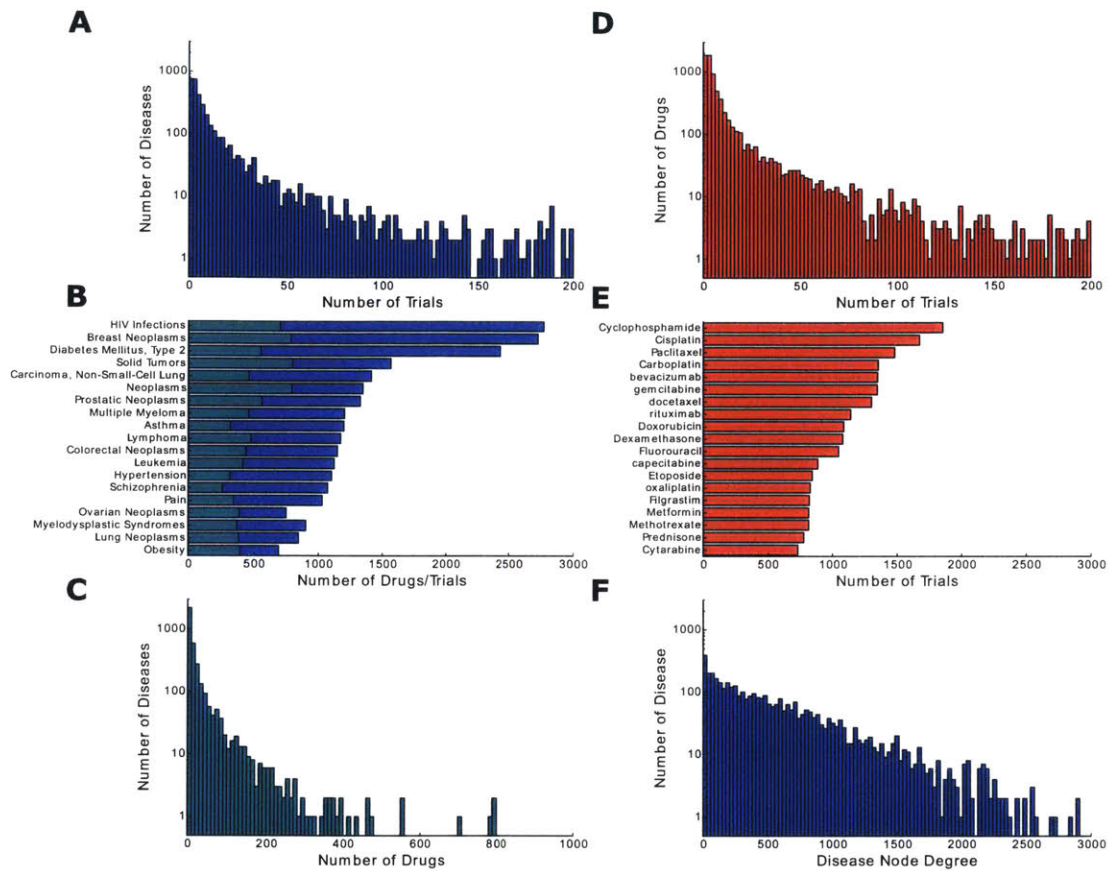 A
Number of Diseases
1000
100
10
1
0
50
100
150
200
Number of Trials
B
HIV Infections
Breast Neoplasms
Diabetes Mellitus, Type 2
Solid Tumors
Carcinoma, Non-Small-Cell Lung
Neoplasms
Prostatic Neoplasms
Multiple Myeloma
Asthma
Lymphoma
Colorectal Neoplasms
Leukemia
Hypertension
Schizophrenia
Pain
Ovarian Neoplasms
Myelodysplastic Syndromes
Lung Neoplasms
Obesity
0
500
1000
1500
2000
2500
3000
Number of Drugs/Trials
C
Number of Diseases
1000
100
10
1
0
200
400
600
800
1000
Number of Drugs
D
Number of Drugs
1000
100
10
1
0
50
100
150
200
Number of Trials
E
Cyclophosphamide
Cisplatin
Paclitaxel
Carboplatin
bevacizumab
gemcitabine
docetaxel
rituximab
Doxorubicin
Dexamethasone
Fluorouracil
capecitabine
Etoposide
oxaliplatin
Filgrastim
Metformin
Methotrexate
Prednisone
Cytarabine
0
500
1000
1500
2000
2500
3000
Number of Trials
F
Number of Disease
1000
100
10
1
0
500
1000
1500
2000
2500
3000
Disease Node Degree